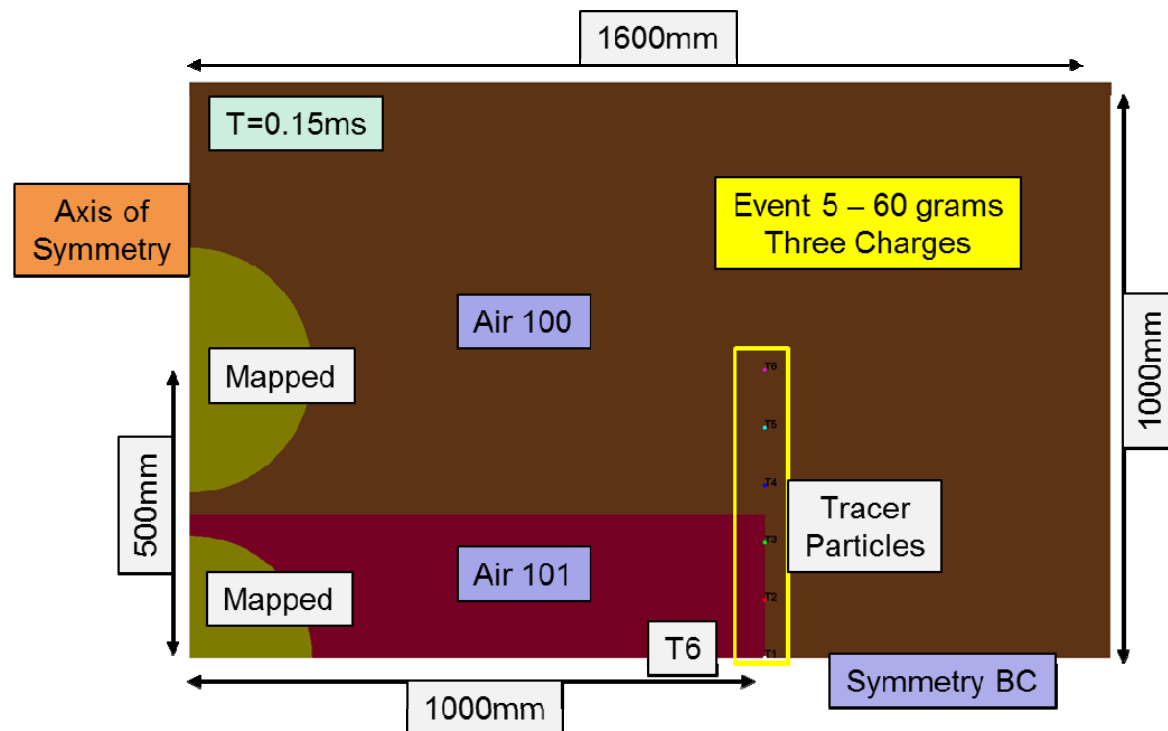 1600mm
T=0.15ms
Axis of
Symmetry
Event 5 – 60 grams
Three Charges
Air 100
Mapped
1000mm
500mm
T6
T5
T4
Tracer
Particles
T3
Air 101
Mapped
T2
T6
T1
Symmetry BC
1000mm